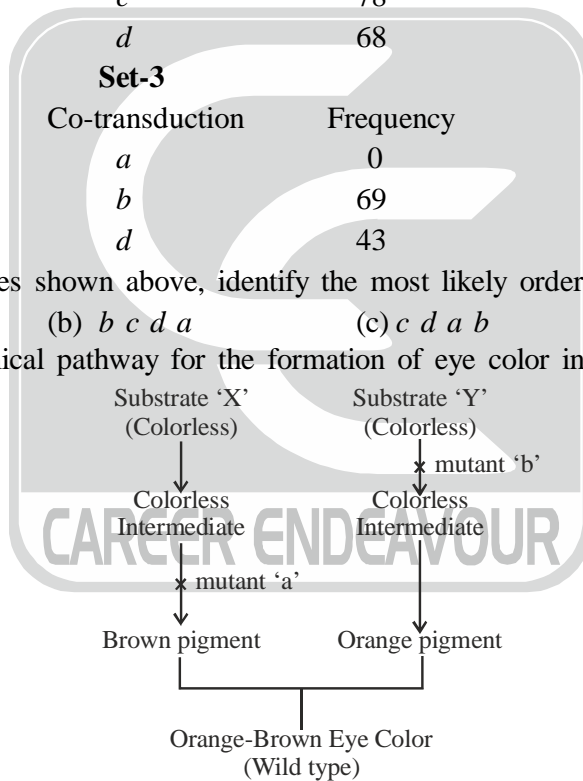 c 78
d 68
Set-3
Co-transduction Frequency
a 0
b 69
d 43
es shown above, identify the most likely order
(b) b c d a (c) c d a b
nical pathway for the formation of eye color in
Substrate ‘X’ Substrate ‘Y’
(Colorless) (Colorless)
mutant ‘b’
Colorless Colorless
Intermediate Intermediate
CAREER ENDEAVOUR
mutant ‘a’
Brown pigment Orange pigment
Orange-Brown Eye Color
(Wild type)